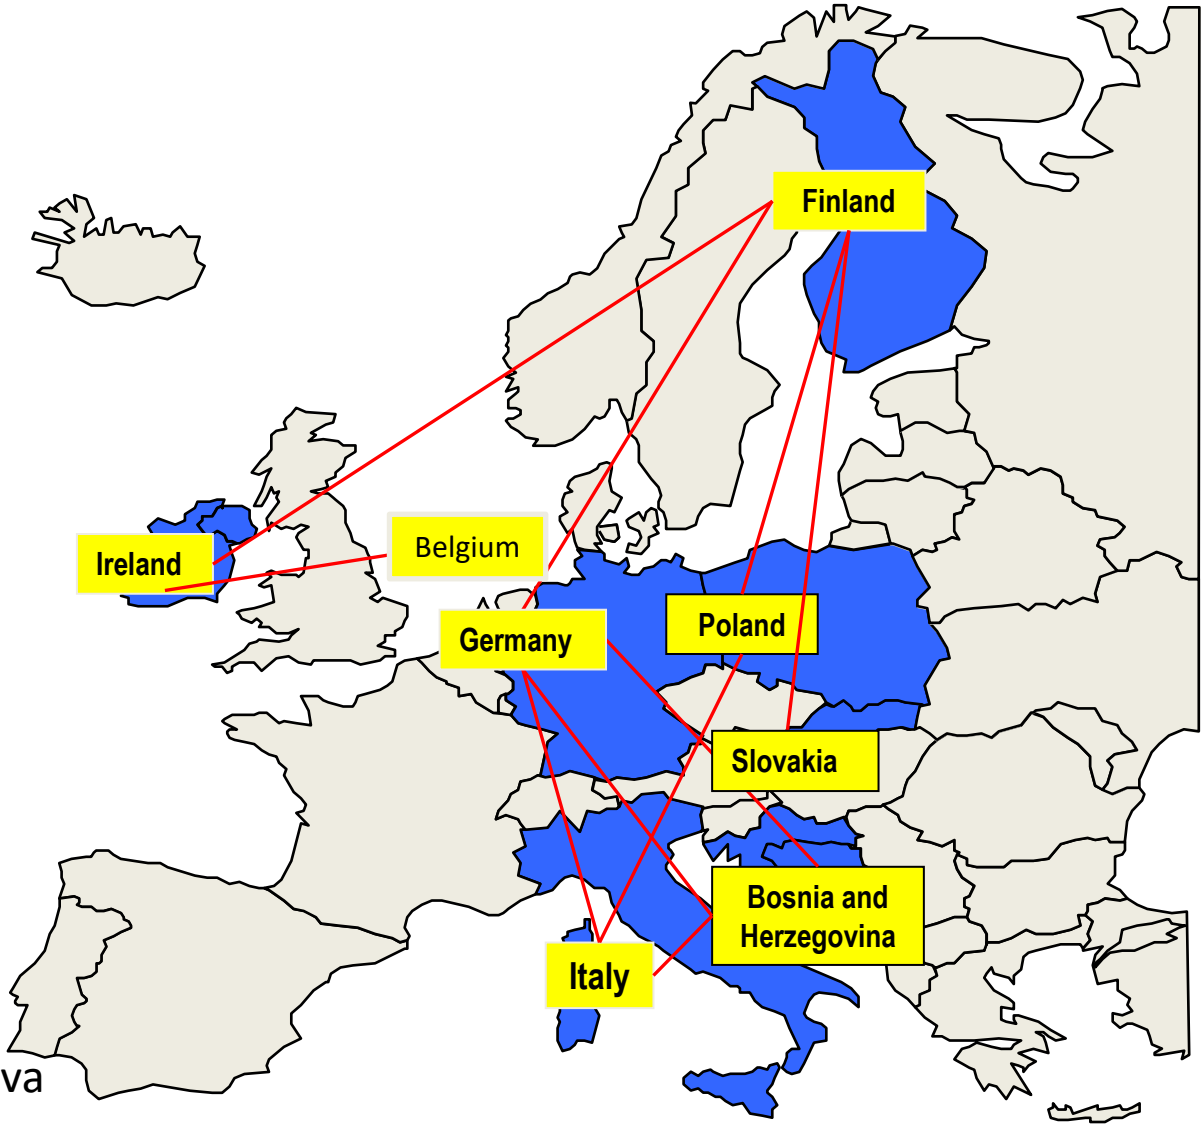 Finland
Belgium
Ireland
Poland
Germany
Slovakia
Bosnia and
Herzegovina
Italy
va